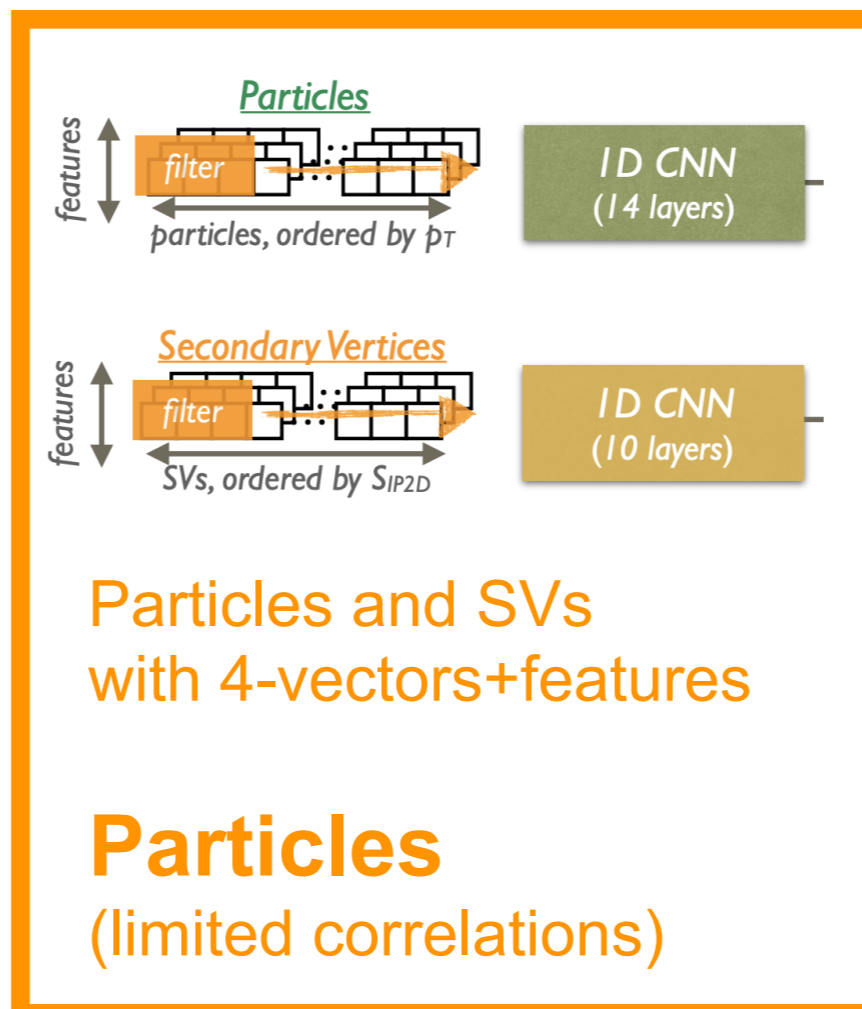 Particles
features
filter
particles, ordered by pT
1D CNN
(14 layers)
Secondary Vertices
features
filter
SVs, ordered by SIP2D
1D CNN
(10 layers)
Particles and SVs
with 4-vectors+features
Particles
(limited correlations)